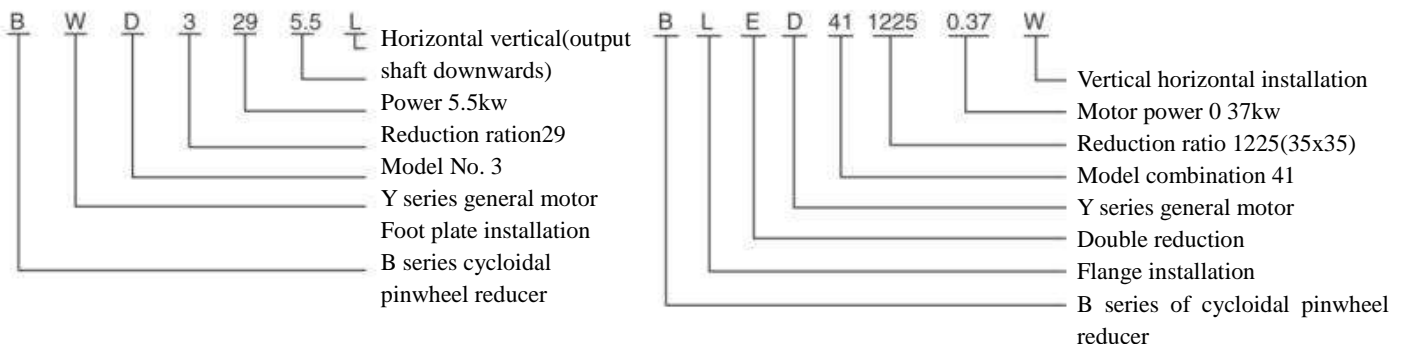 B W D 3 29 5.5 L
Horizontal vertical(output
shaft downwards)
Power 5.5kw
Reduction ration29
Model No. 3
Y series general motor
Foot plate installation
B series cycloidal
pinwheel reducer
B L E D 41 1225 0.37 W
Vertical horizontal installation
Motor power 0 37kw
Reduction ratio 1225(35x35)
Model combination 41
Y series general motor
Double reduction
Flange installation
B series of cycloidal pinwheel
reducer